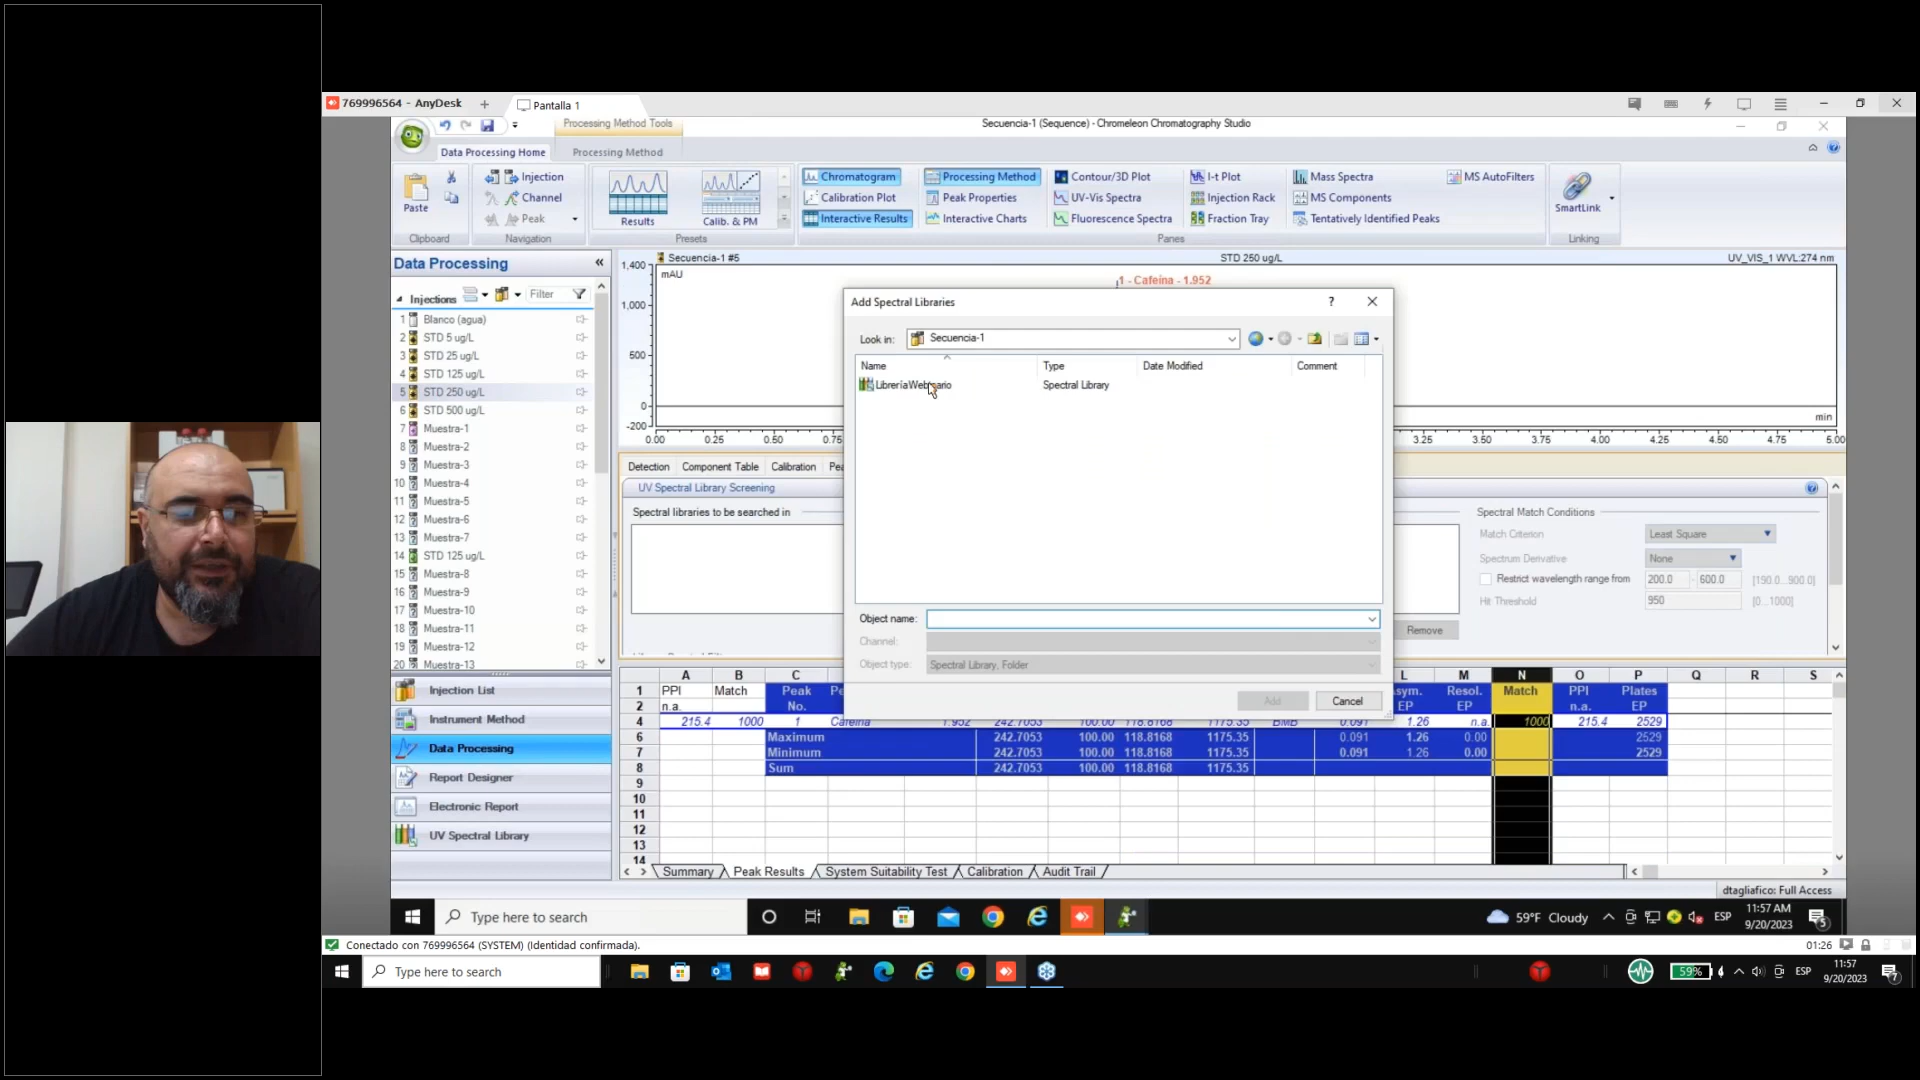 769996564 - AnyDesk
Pantalla 1
Processing Method Tools
Secuencia-1 (Sequence) - Chromeleon Chromatography Studio
Data Processing Home
Processing Method
Paste
Clipboard
Injection
Channel
Peak
Navigation
Results
Calib. & PM
Presets
Chromatogram
Calibration Plot
Interactive Results
Processing Method
Peak Properties
Interactive Charts
Contour/3D Plot
UV-Vis Spectra
Fluorescence Spectra
I-t Plot
Injection Rack
Fraction Tray
Mass Spectra
MS Components
Tentatively Identified Peaks
MS AutoFilters
Panes
SmartLink
Linking
Data Processing
Injections
Filter
1 Blanco (agua)
2 STD 5 ug/L
3 STD 25 ug/L
4 STD 125 ug/L
5 STD 250 ug/L
6 STD 500 ug/L
7 Muestra-1
8 Muestra-2
9 Muestra-3
10 Muestra-4
11 Muestra-5
12 Muestra-6
13 Muestra-7
14 STD 125 ug/L
15 Muestra-8
16 Muestra-9
17 Muestra-10
18 Muestra-11
19 Muestra-12
20 Muestra-13
Injection List
Instrument Method
Data Processing
Report Designer
Electronic Report
UV Spectral Library
Secuencia-1 #5
STD 250 ug/L
UV_VIS_1 WVL:274 nm
1,400
mAU
1,000
500
0
-200
1 - Cafeína - 1.952
min
0.00 0.25 0.50 0.75 3.25 3.50 3.75 4.00 4.25 4.50 4.75 5.00
Add Spectral Libraries
Look in: Secuencia-1
Name Type Date Modified Comment
Spectral Library
Object name:
Channel:
Object type: Spectral Library, Folder
Add Cancel
Detection Component Table Calibration
UV Spectral Library Screening
Spectral libraries to be searched in
Spectral Match Conditions
Match Criterion Least Square
Spectrum Derivative None
Restrict wavelength range from 200.0 - 600.0 [190.0...900.0]
Hit Threshold 950 [0...1000]
Remove
A B C L M N O P Q R S
1 PPI Match Peak EP Resol. Match PPI Plates
2 n.a. No. EP EP n.a. EP
4 215.4 1000 1 Cafeína 1.952 242.7053 100.00 118.8168 1175.35 BMB 0.091 1.26 n.a. 1000 215.4 2529
6 Maximum 242.7053 100.00 118.8168 1175.35 0.091 1.26 0.00 2529
7 Minimum 242.7053 100.00 118.8168 1175.35 0.091 1.26 0.00 2529
8 Sum 242.7053 100.00 118.8168 1175.35
9
10
11
12
13
14
Summary Peak Results System Suitability Test Calibration Audit Trail
dtagliafico: Full Access
Type here to search
59°F Cloudy
ESP
11:57 AM
9/20/2023
5
Conectado con 769996564 (SYSTEM) (Identidad confirmada).
01:26
Type here to search
59%
ESP
11:57
9/20/2023
7